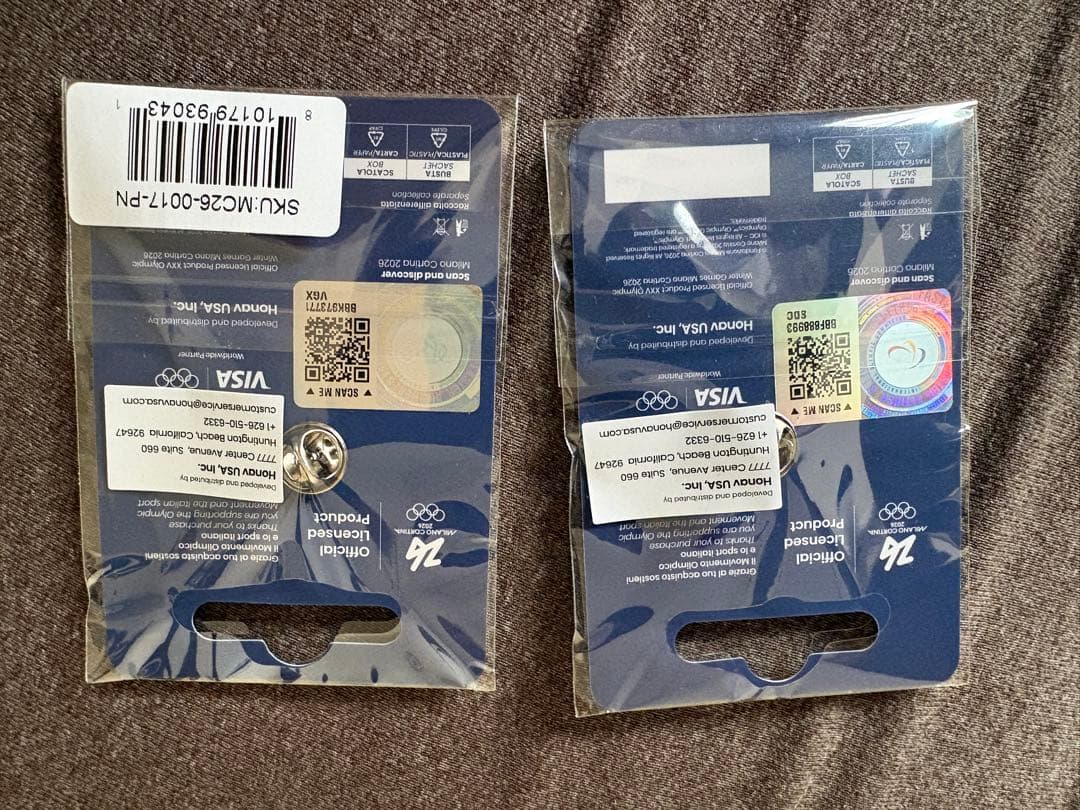 MILANO CORTINA
2026
Official
Licensed
Product
Grazie al tuo acquisto sostieni
il Movimento Olimpico
e lo sport italiano
Thanks to your purchase
you are supporting the Olympic
Movement and the Italian sport
Developed and distributed by
Honav USA, Inc.
7777 Center Avenue, Suite 660
Huntington Beach, California 92647
+1 626-510-6332
customerservice@honavusa.com
VISA
Worldwide Partner
SCAN ME
BBF888993
Developed and distributed by
Honav USA, Inc.
Scan and discover
Milano Cortina 2026
Official Licensed Product XXV Olympic
Winter Games Milano Cortina 2026
Raccolta differenziata
Separate collection
BUSTA
SACHET
SCATOLA
BOX
PLASTICA/PLASTIC
CARTA/PAPER
MILANO CORTINA
2026
Official
Licensed
Product
Grazie al tuo acquisto sostieni
il Movimento Olimpico
e lo sport italiano
Thanks to your purchase
you are supporting the Olympic
Movement and the Italian sport
Developed and distributed by
Honav USA, Inc.
7777 Center Avenue, Suite 660
Huntington Beach, California 92647
+1 626-510-6332
customerservice@honavusa.com
VISA
Worldwide Partner
SCAN ME
BBK973771
VGX
Developed and distributed by
Honav USA, Inc.
Scan and discover
Milano Cortina 2026
Official Licensed Product XXV Olympic
Winter Games Milano Cortina 2026
Raccolta differenziata
Separate collection
BUSTA
SACHET
SCATOLA
BOX
PLASTICA/PLASTIC
CARTA/PAPER
SKU:MC26-0017-PN
8 10179 93043 1